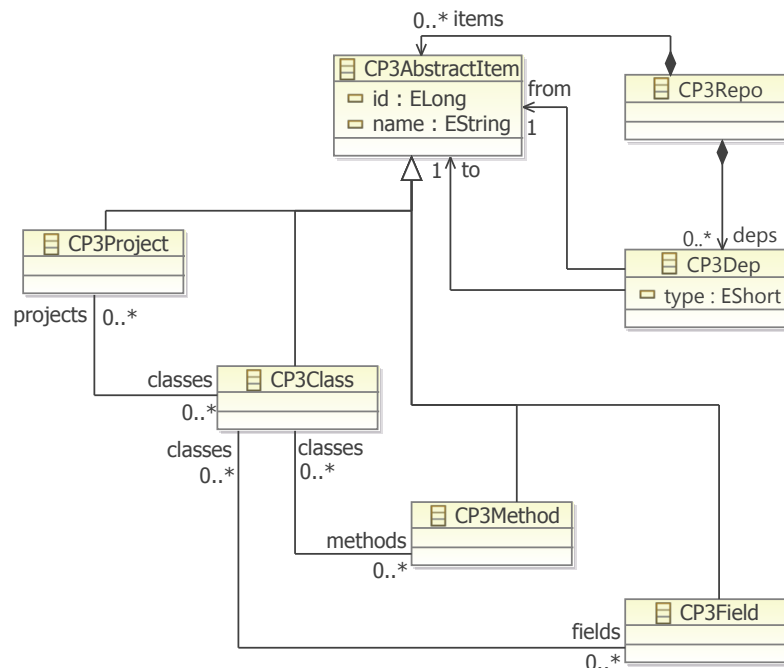 0..* items
CP3AbstractItem
id : ELong
name : EString
from
1
CP3Repo
1 to
0..* deps
CP3Project
CP3Dep
type : EShort
projects 0..*
classes
0..*
CP3Class
classes
0..*
classes
0..*
CP3Method
methods
0..*
CP3Field
fields
0..*